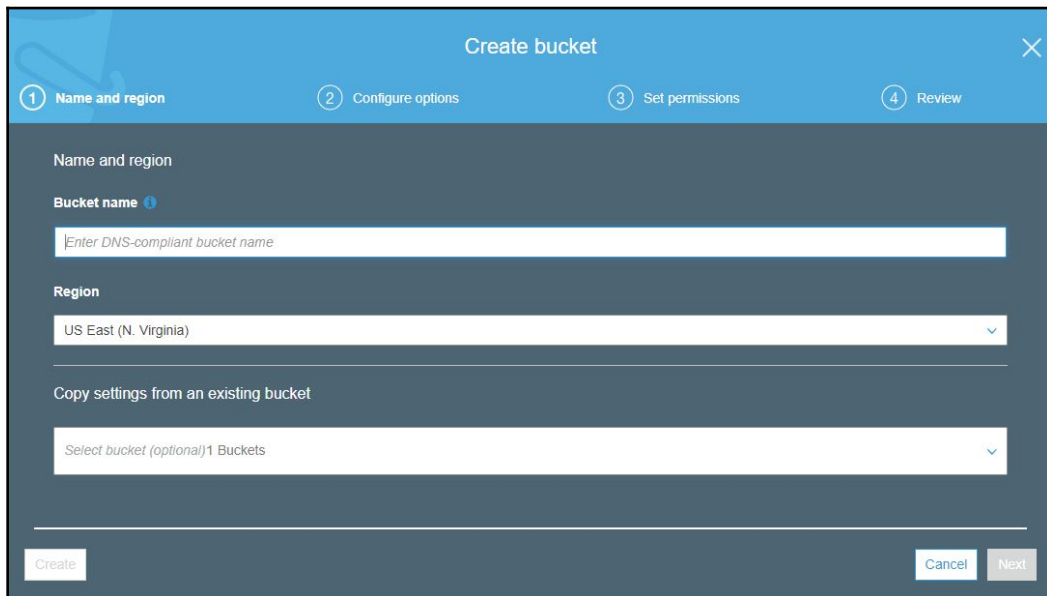 Create bucket
1 Name and region 2 Configure options 3 Set permissions 4 Review
Name and region
Bucket name
Enter DNS-compliant bucket name
Region
US East (N. Virginia)
Copy settings from an existing bucket
Select bucket (optional)1 Buckets
Create Cancel Next